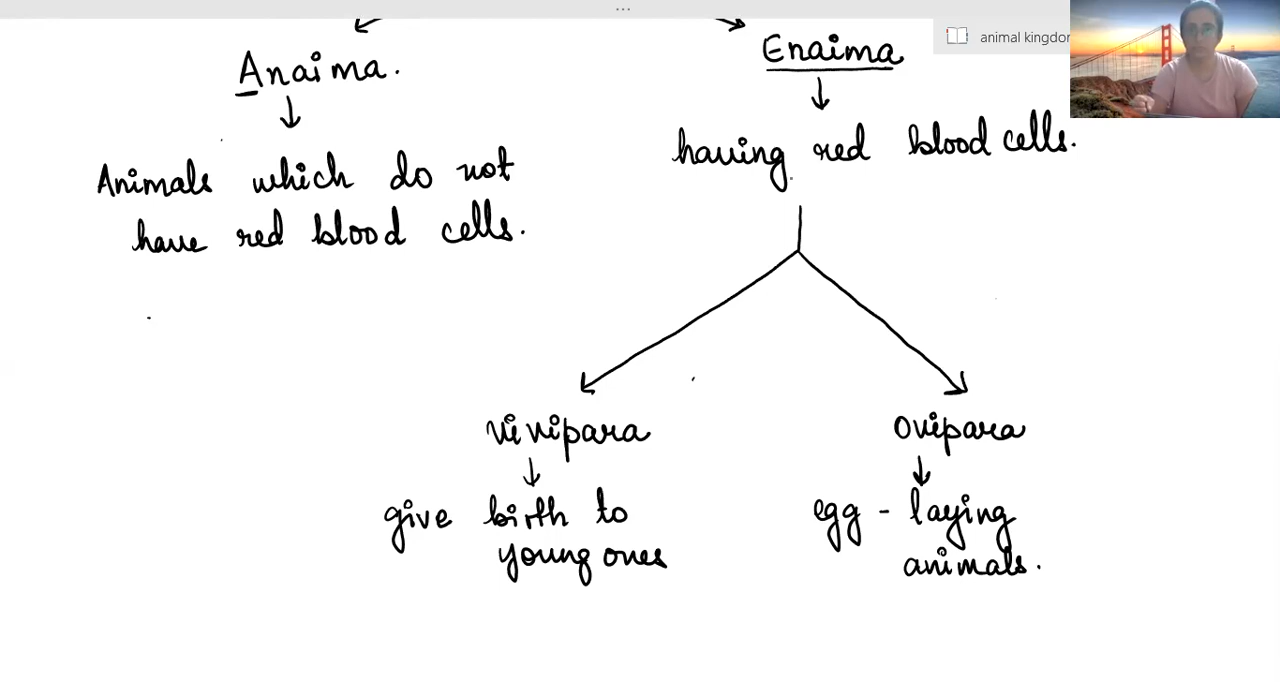 animal kingdom
Anaima.
Enaima
having red blood cells.
Animals which do not
have red blood cells.
Vivipara
Ovipara
give birth to
young ones
egg - laying
animals.